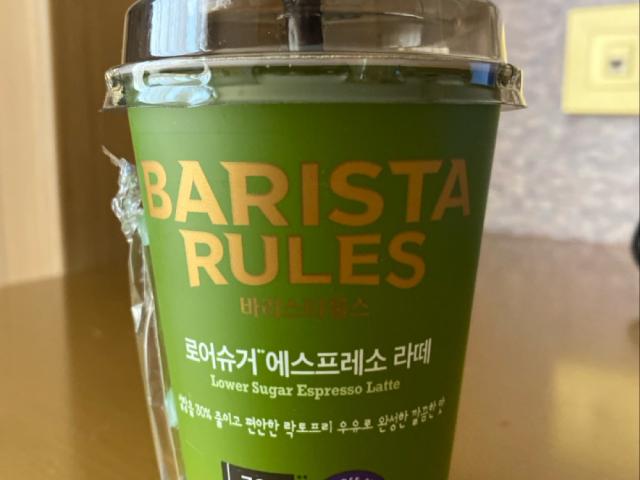 BARISTA
RULES
바리스타룰스
로어슈거¨에스프레소 라떼
Lower Sugar Espresso Latte
설탕을 30% 줄이고 편안한 락토프리 우유로 완성한 깔끔한 맛